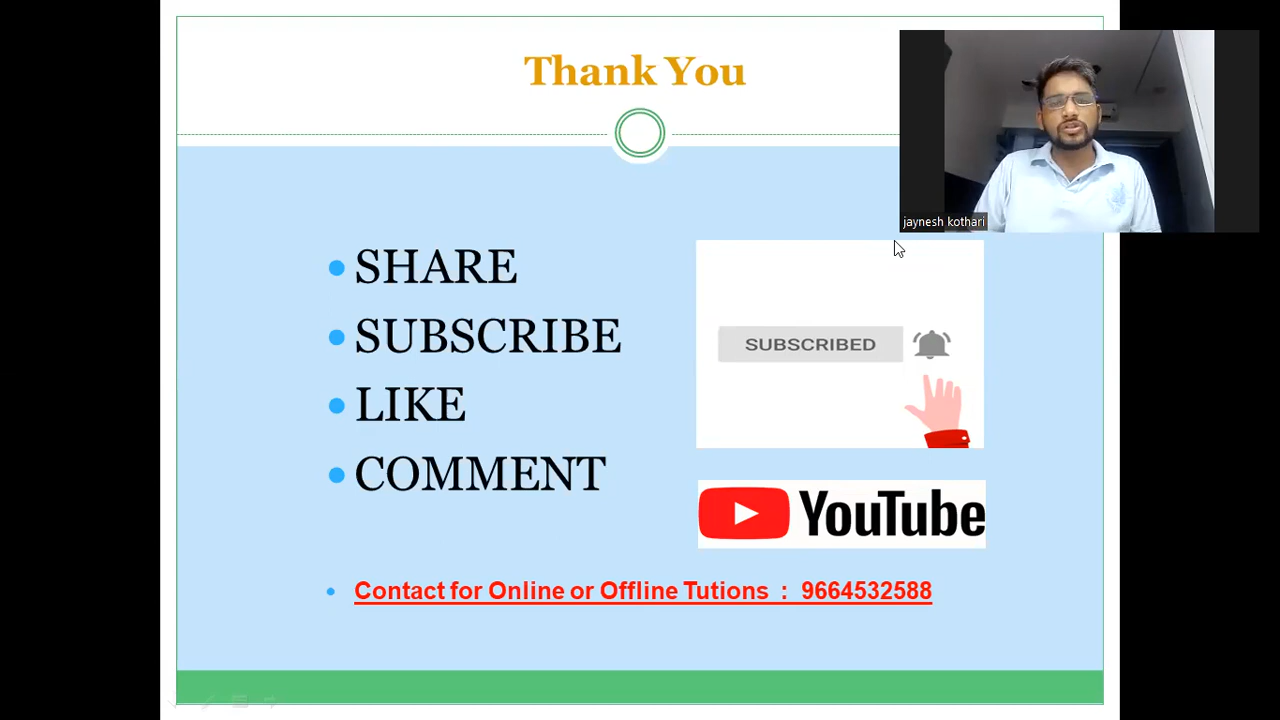 Thank You
jaynesh kothari
SHARE
SUBSCRIBE
LIKE
COMMENT
SUBSCRIBED
YouTube
Contact for Online or Offline Tutions : 9664532588